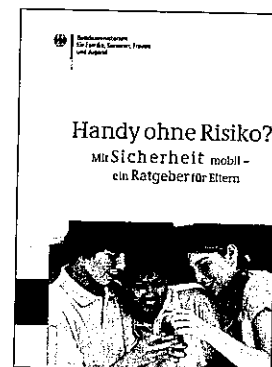 Bundesministerium
für Familie, Senioren, Frauen
und Jugend
Handy ohne Risiko?
Mit Sicherheit mobil –
ein Ratgeber für Eltern